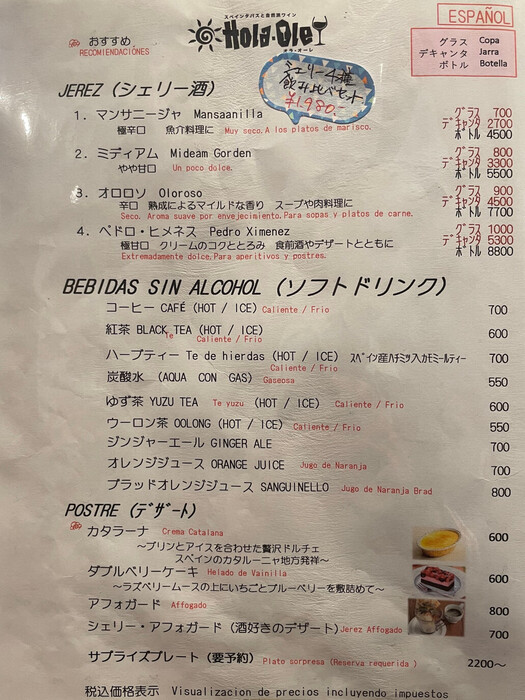 スペインタパスと自然派ワイン
Hola-Ole
オラ・オーレ
おすすめ
RECOMIENDACIONES
ESPAÑOL
グラス Copa
デキャンタ Jarra
ボトル Botella
シェリー4種
飲み比べセット
¥1,980-
JEREZ (シェリー酒)
1. マンサニージャ Mansaanilla グラス 700
極辛口 魚介料理に Muy seco. A los platos de marisco. デキャンタ 2700
ボトル 4500
2. ミディアム Mideam Gorden グラス 800
やや甘口 Un poco dolce. デキャンタ 3300
ボトル 5500
3. オロロソ Oloroso グラス 900
辛口 熟成によるマイルドな香り スープや肉料理に デキャンタ 4500
Seco. Aroma suave por envejecimiento. Para sopas y platos de carne. ボトル 7700
4. ペドロ・ヒメネス Pedro Ximenez グラス 1000
極甘口 クリームのコクととろみ 食前酒やデザートとともに デキャンタ 5300
Extremadamente dolce. Para aperitivos y postres. ボトル 8800
BEBIDAS SIN ALCOHOL (ソフトドリンク)
コーヒー CAFÉ (HOT / ICE) Caliente / Frio 700
紅茶 BLACK TEA (HOT / ICE) 600
Te Caliente / Frio
ハーブティー Te de hierdas (HOT / ICE) スペイン産ハチミツ入カモミールティー 700
Caliente / Frio
炭酸水 (AQUA CON GAS) Gaseosa 550
ゆず茶 YUZU TEA Te yuzu (HOT / ICE) Caliente / Frio 600
ウーロン茶 OOLONG (HOT / ICE) Caliente / Frio 550
ジンジャーエール GINGER ALE 700
オレンジジュース ORANGE JUICE Jugo de Naranja 700
ブラッドオレンジジュース SANGUINELLO Jugo de Naranja Brad 800
POSTRE (デザート)
カタラーナ Crema Catalana 600
~プリンとアイスを合わせた贅沢ドルチェ
スペインのカタルーニャ地方発祥~
ダブルベリーケーキ Helado de Vainilla 600
~ラズベリームースの上にいちごとブルーベリーを敷詰めて~
アフォガード Affogado 800
シェリー・アフォガード (酒好きのデザート) Jerez Affogado 700
サプライズプレート (要予約) Plato sorpresa (Reserva requerida ) 2200~
税込価格表示 Visualizacion de precios incluyendo impuestos